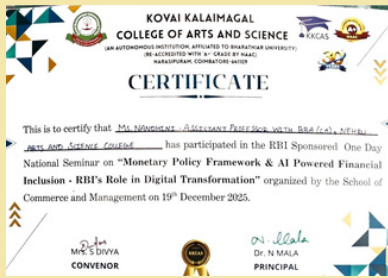 KOVAI KALAIMAGAL
COLLEGE OF ARTS AND SCIENCE
(AN AUTONOMOUS INSTITUTION, AFFILIATED TO BHARATHIAR UNIVERSITY)
(RE-ACCREDITED WITH 'A+' GRADE BY NAAC)
NARASIPURAM, COIMBATORE-641109
KKCAS
CERTIFICATE
This is to certify that Ms. NANDHINI - ASSISTANT PROFESSOR WITH BBA(CA), NEHRU
ARTS AND SCIENCE COLLEGE has participated in the RBI Sponsored One Day
National Seminar on "Monetary Policy Framework & AI Powered Financial
Inclusion - RBI's Role in Digital Transformation" organized by the School of
Commerce and Management on 19th December 2025.
Mrs. S DIVYA
CONVENOR
KKCAS
N. Mala
Dr. N MALA
PRINCIPAL